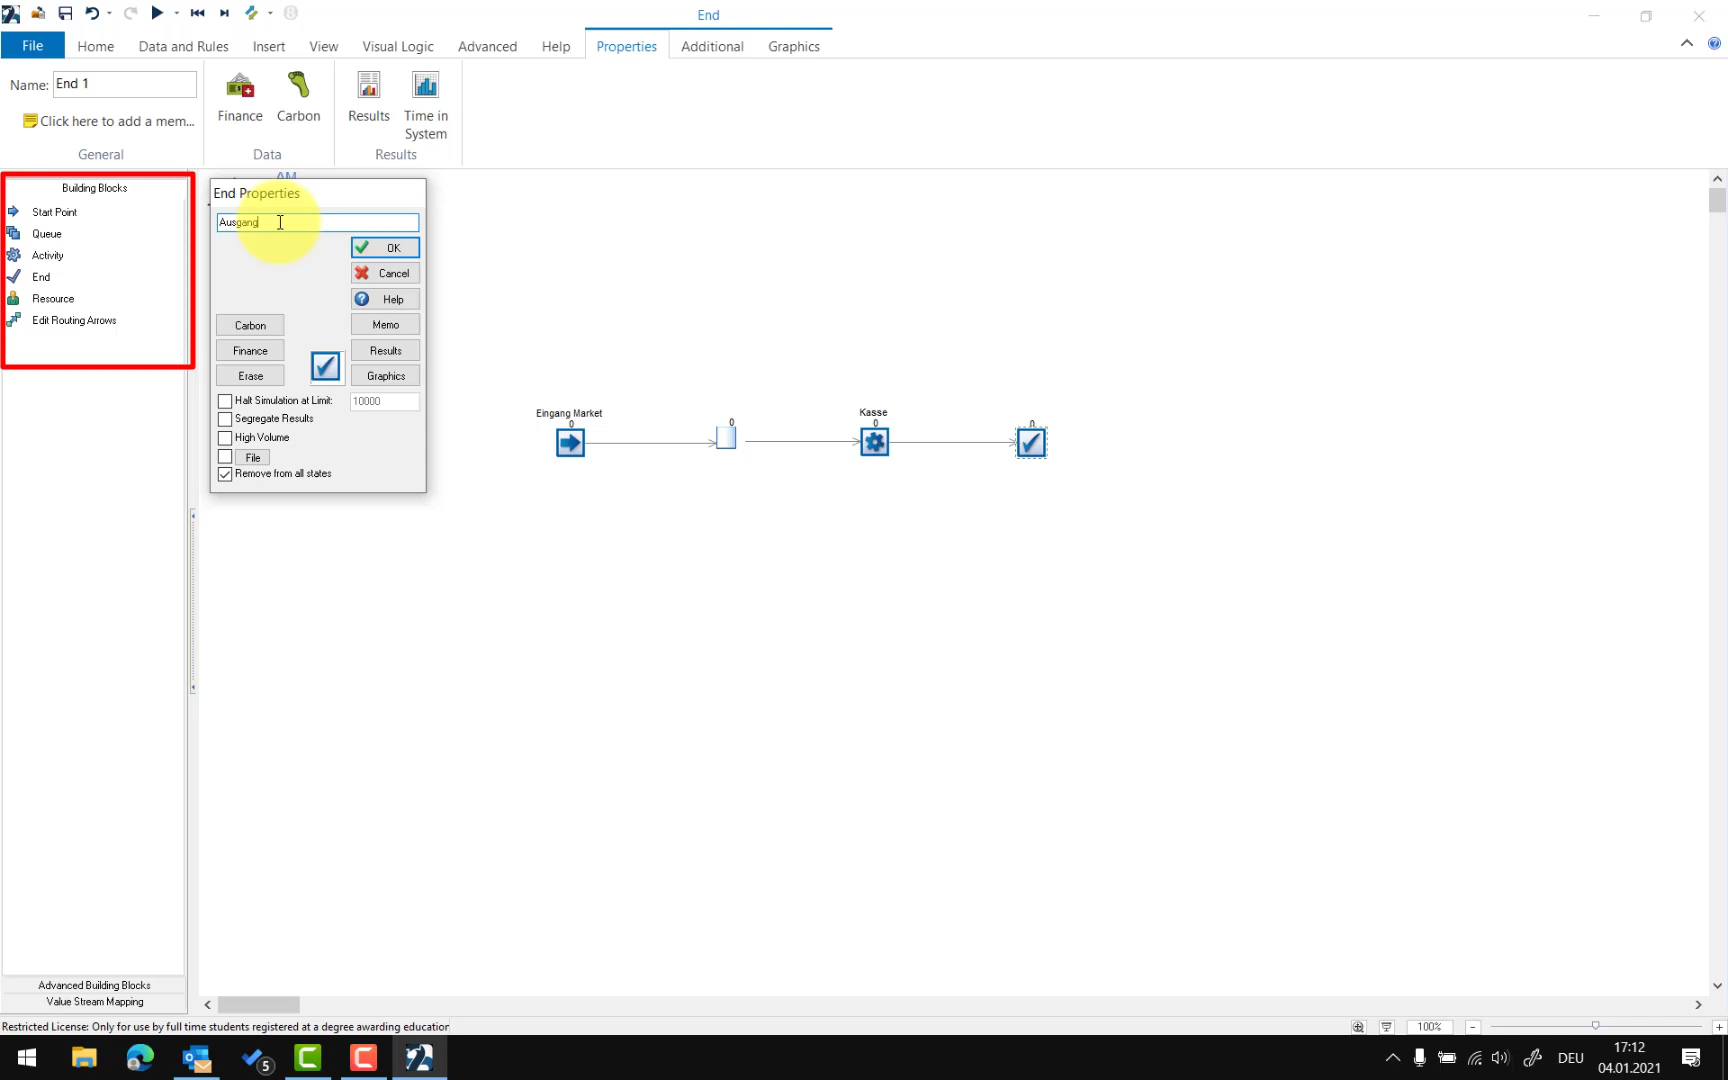 End
File
Home
Data and Rules
Insert
View
Visual Logic
Advanced
Help
Properties
Additional
Graphics
Name: End 1
Click here to add a mem...
General
Finance
Carbon
Data
Results
Time in
System
Results
Building Blocks
Start Point
Queue
Activity
End
Resource
Edit Routing Arrows
Advanced Building Blocks
Value Stream Mapping
AM
End Properties
Ausgang
OK
Cancel
Help
Carbon
Memo
Finance
Results
Erase
Graphics
Halt Simulation at Limit:
10000
Segregate Results
High Volume
File
Remove from all states
Eingang Market
0
0
Kasse
0
Restricted License: Only for use by full time students registered at a degree awarding education
100%
5
DEU
17:12
04.01.2021